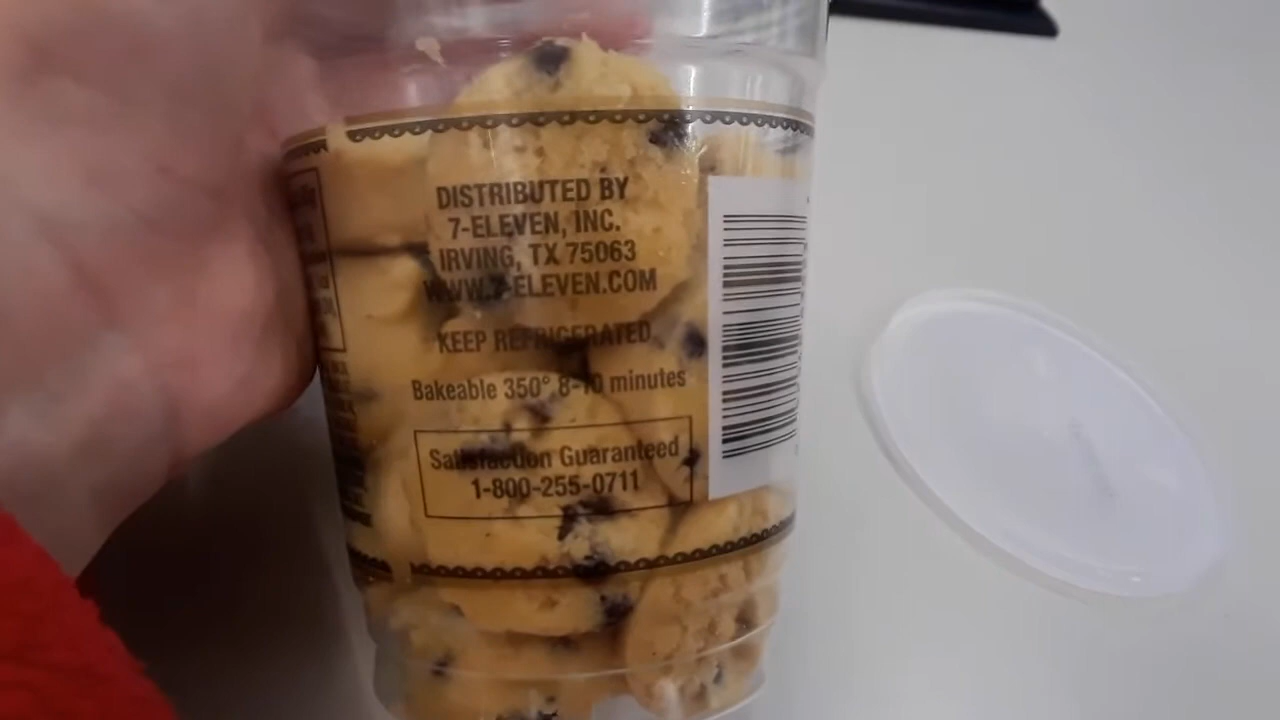 DISTRIBUTED BY
7-ELEVEN, INC.
IRVING, TX 75063
WWW.7-ELEVEN.COM
KEEP REFRIGERATED
Bakeable 350° 8-10 minutes
Satisfaction Guaranteed
1-800-255-0711